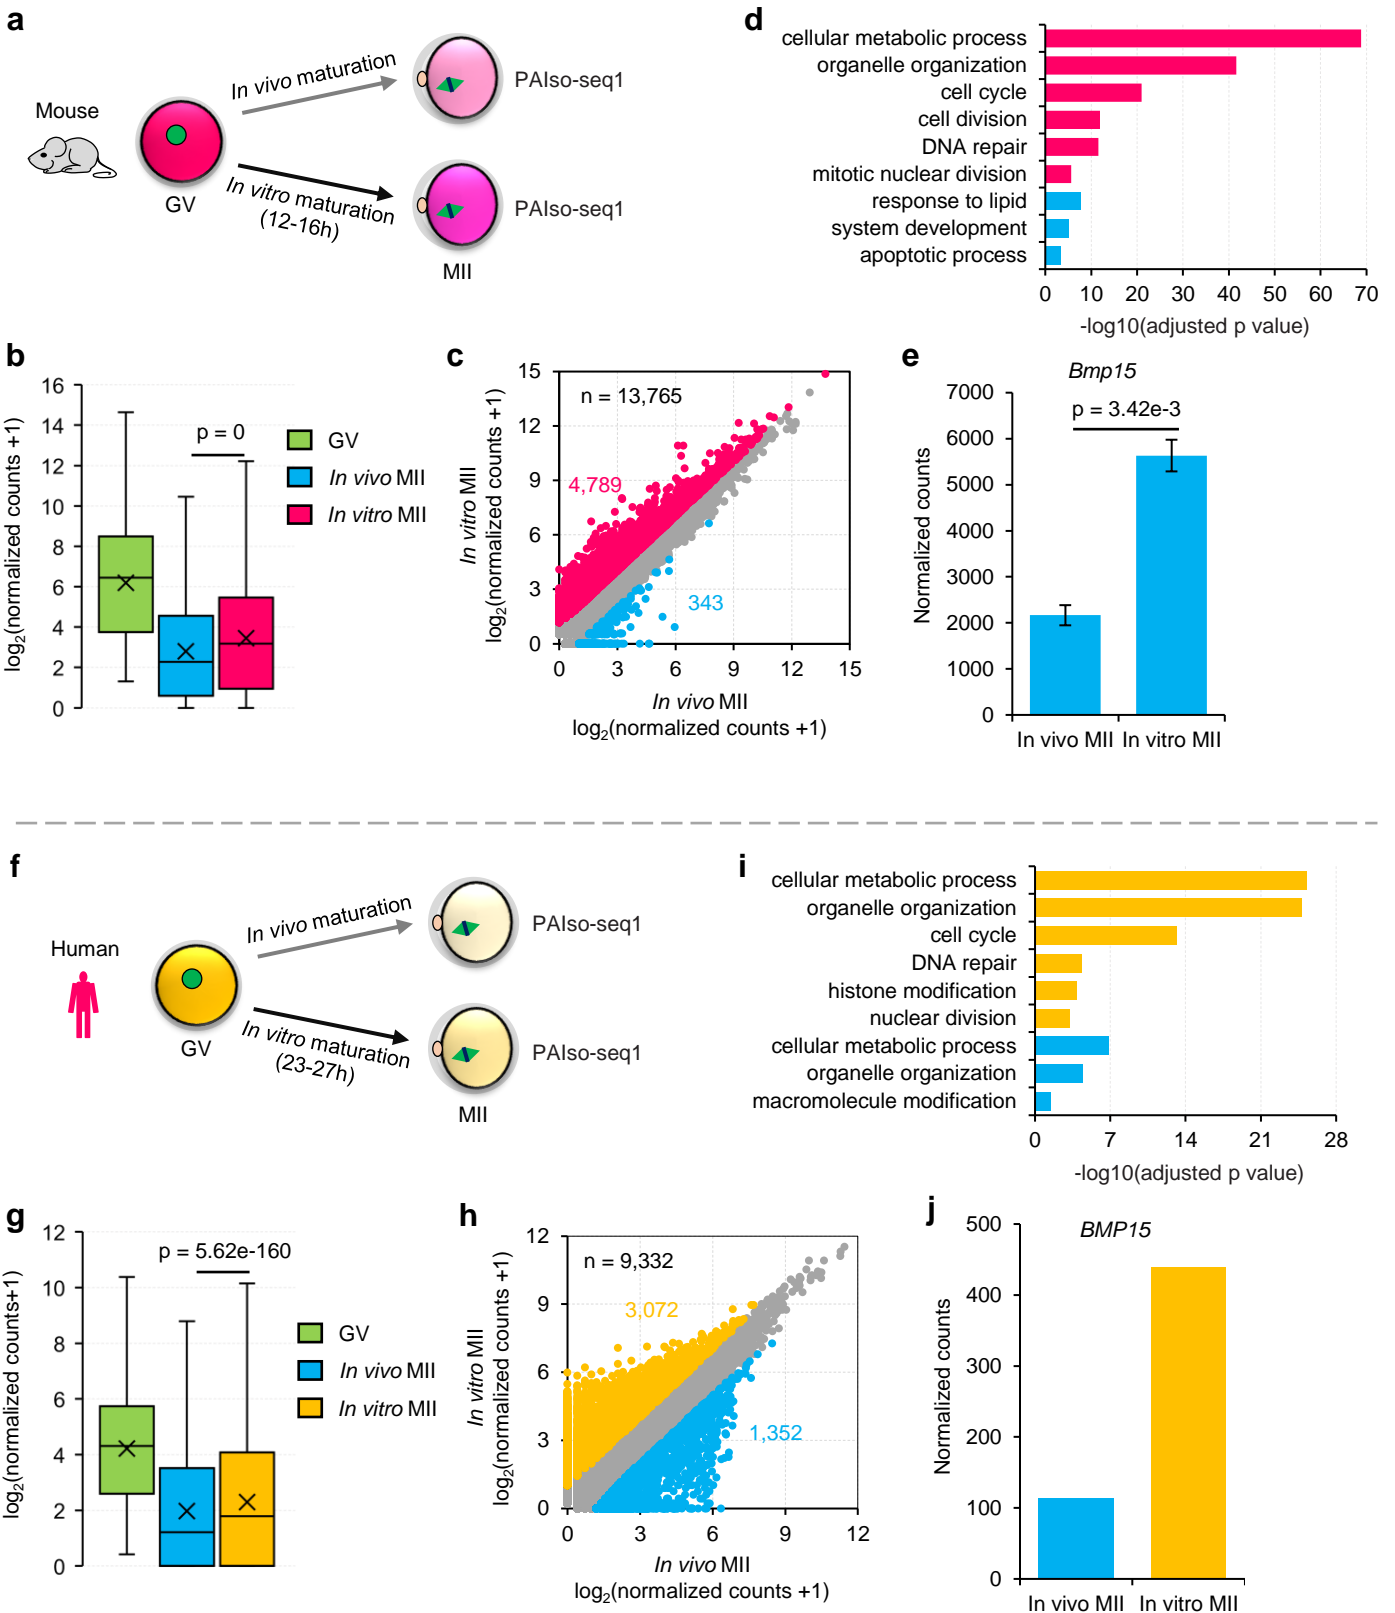 a
Mouse
GV
In vivo maturation
In vitro maturation
(12-16h)
PAIso-seq1
PAIso-seq1
MII
d
cellular metabolic process
organelle organization
cell cycle
cell division
DNA repair
mitotic nuclear division
response to lipid
system development
apoptotic process
0 10 20 30 40 50 60 70
-log10(adjusted p value)
b
log2(normalized counts +1)
16
14
12
10
8
6
4
2
0
p = 0
GV
In vivo MII
In vitro MII
c
In vitro MII
log2(normalized counts +1)
15
12
9
6
3
0
n = 13,765
4,789
343
0 3 6 9 12 15
In vivo MII
log2(normalized counts +1)
e
Bmp15
p = 3.42e-3
Normalized counts
7000
6000
5000
4000
3000
2000
1000
0
In vivo MII In vitro MII
f
Human
GV
In vivo maturation
In vitro maturation
(23-27h)
PAIso-seq1
PAIso-seq1
MII
i
cellular metabolic process
organelle organization
cell cycle
DNA repair
histone modification
nuclear division
cellular metabolic process
organelle organization
macromolecule modification
0 7 14 21 28
-log10(adjusted p value)
g
log2(normalized counts+1)
12
10
8
6
4
2
0
p = 5.62e-160
GV
In vivo MII
In vitro MII
h
In vitro MII
log2(normalized counts +1)
12
9
6
3
0
n = 9,332
3,072
1,352
0 3 6 9 12
In vivo MII
log2(normalized counts +1)
j
BMP15
Normalized counts
500
400
300
200
100
0
In vivo MII In vitro MII